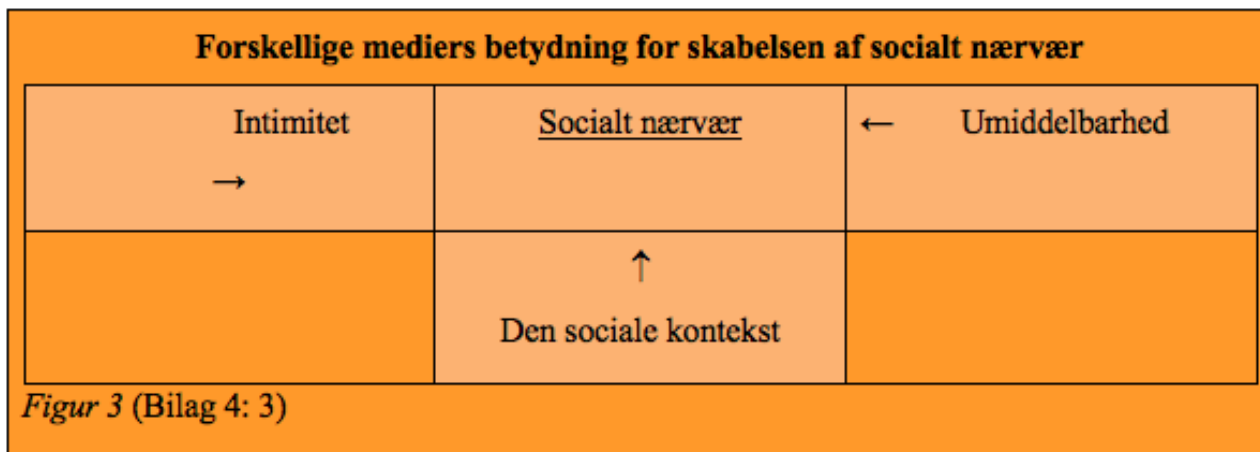 Forskellige mediers betydning for skabelsen af socialt nærvær
Intimitet
→
Socialt nærvær
← Umiddelbarhed
↑
Den sociale kontekst
Figur 3 (Bilag 4: 3)